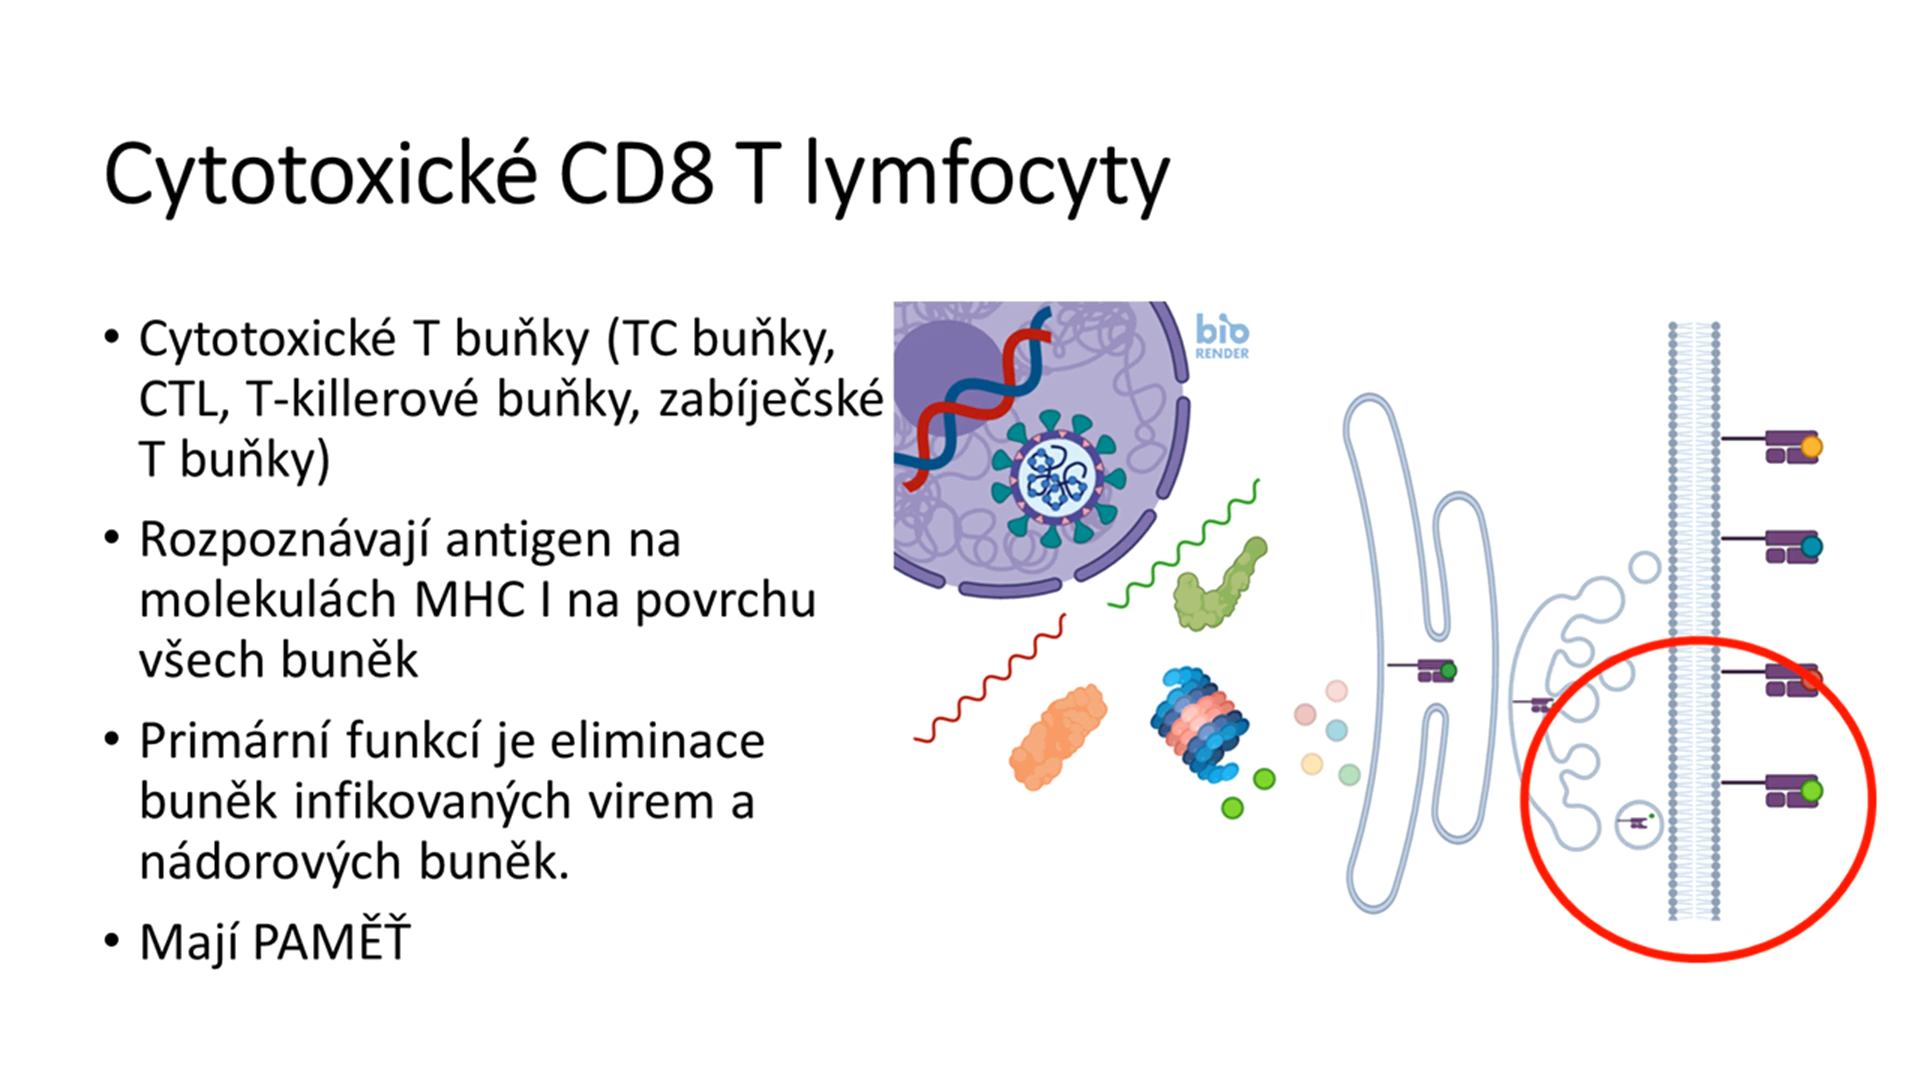 Cytotoxické CD8 T lymfocyty
• Cytotoxické T buňky (TC buňky,
CTL, T-killerové buňky, zabíječské
T buňky)
• Rozpoznávají antigen na
molekulách MHC I na povrchu
všech buněk
• Primární funkcí je eliminace
buněk infikovaných virem a
nádorových buněk.
• Mají PAMĚŤ
bio
RENDER